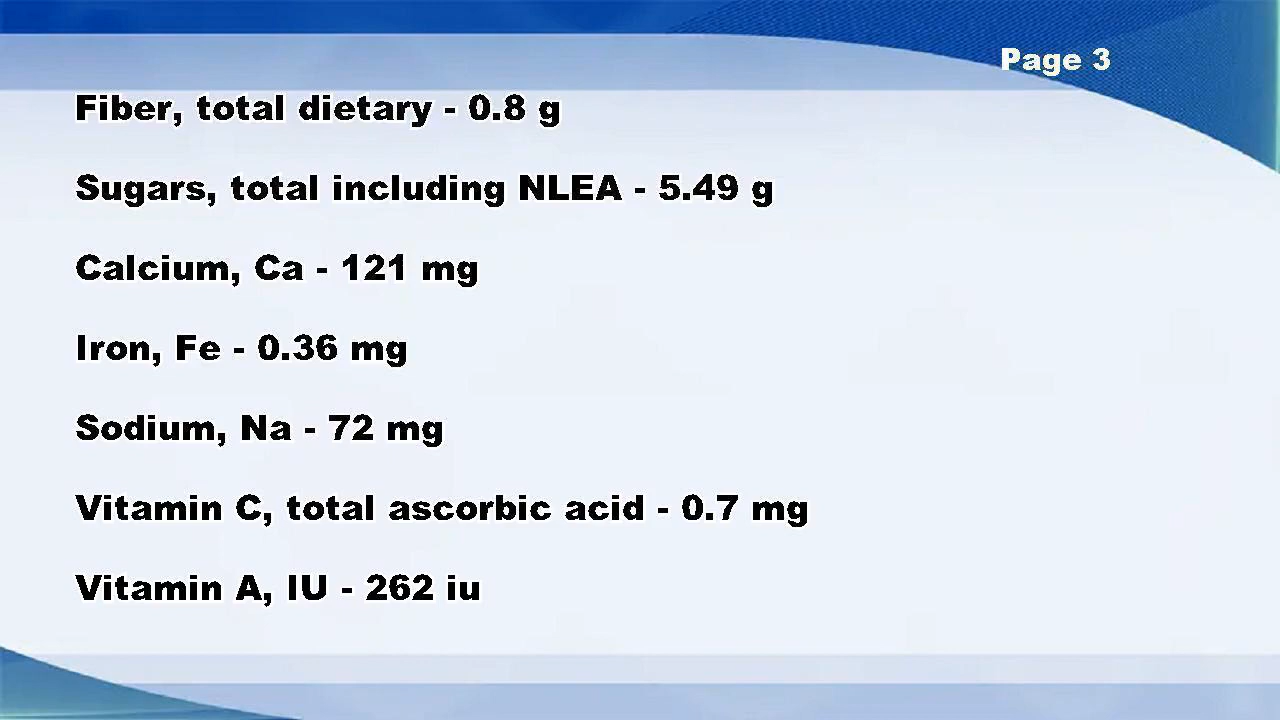 Page 3
Fiber, total dietary - 0.8 g
Sugars, total including NLEA - 5.49 g
Calcium, Ca - 121 mg
Iron, Fe - 0.36 mg
Sodium, Na - 72 mg
Vitamin C, total ascorbic acid - 0.7 mg
Vitamin A, IU - 262 iu